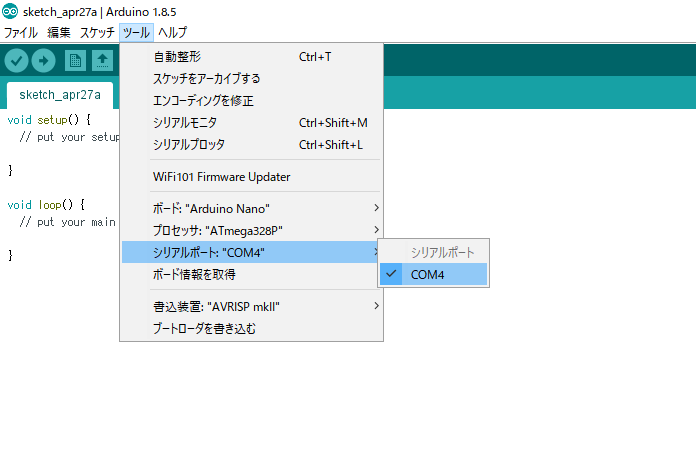 sketch_apr27a | Arduino 1.8.5
ファイル 編集 スケッチ ツール ヘルプ
sketch_apr27a
void setup() {
// put your setup
}
void loop() {
// put your main
}
自動整形 Ctrl+T
スケッチをアーカイブする
エンコーディングを修正
シリアルモニタ Ctrl+Shift+M
シリアルプロッタ Ctrl+Shift+L
WiFi101 Firmware Updater
ボード: "Arduino Nano"
プロセッサ: "ATmega328P"
シリアルポート: "COM4"
ボード情報を取得
書込装置: "AVRISP mkII"
ブートローダを書き込む
シリアルポート
COM4